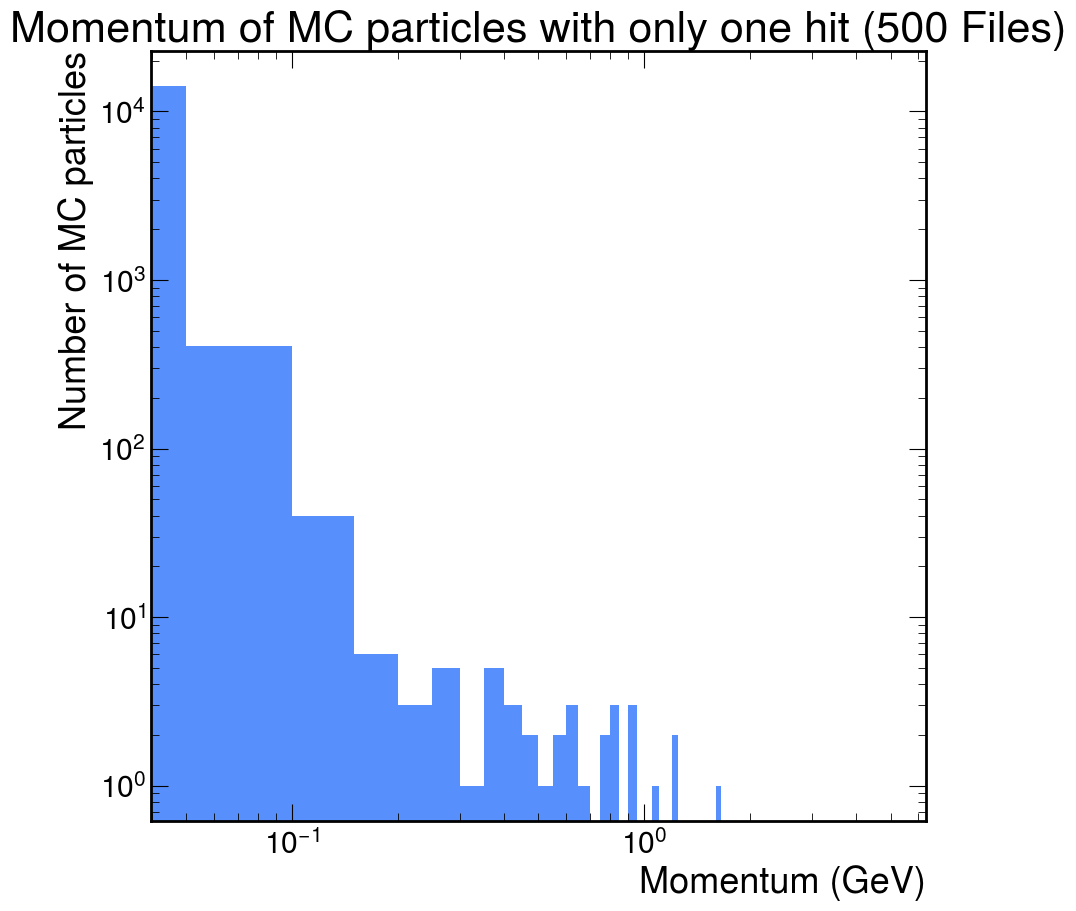 Momentum of MC particles with only one hit (500 Files)
Number of MC particles
10⁴
10³
10²
10¹
10⁰
10⁻¹ 10⁰
Momentum (GeV)